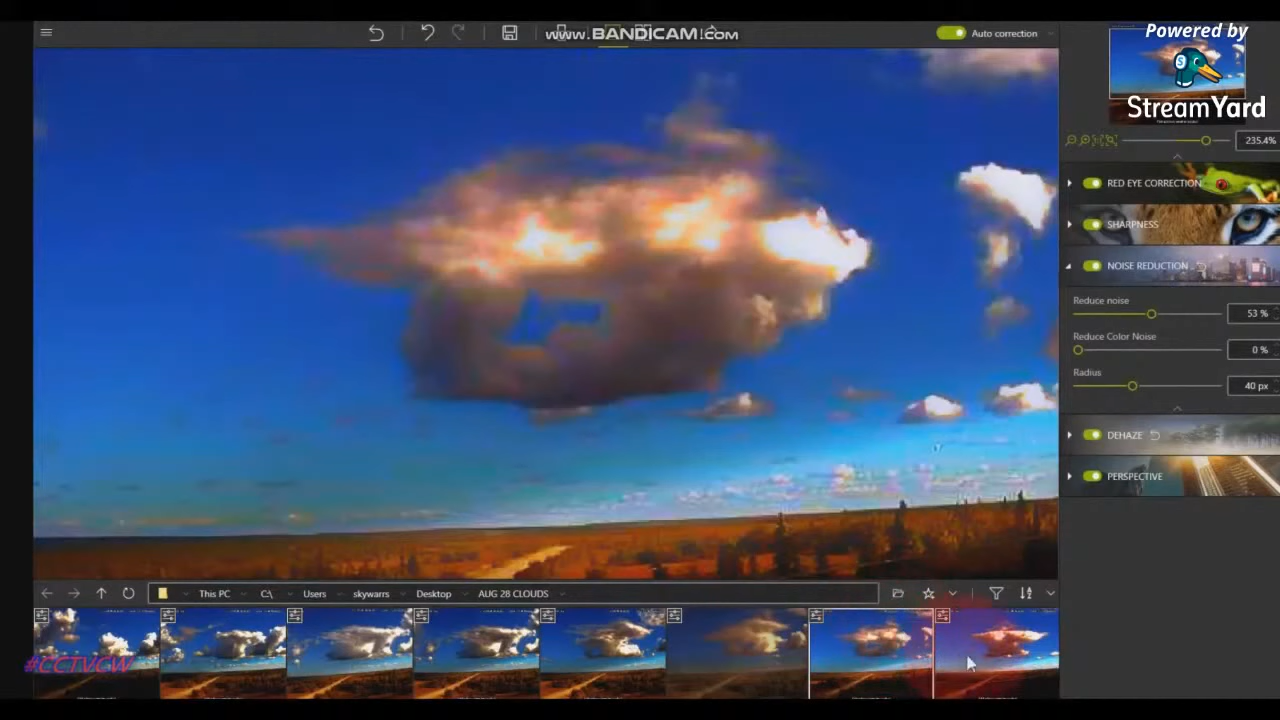 www.BANDICAM.COM
Auto correction
Powered by
StreamYard
235.4%
RED EYE CORRECTION
SHARPNESS
NOISE REDUCTION
Reduce noise
53 %
Reduce Color Noise
0 %
Radius
40 px
DEHAZE
PERSPECTIVE
This PC
C:\
Users
skywarrs
Desktop
AUG 28 CLOUDS
#CCTVCW